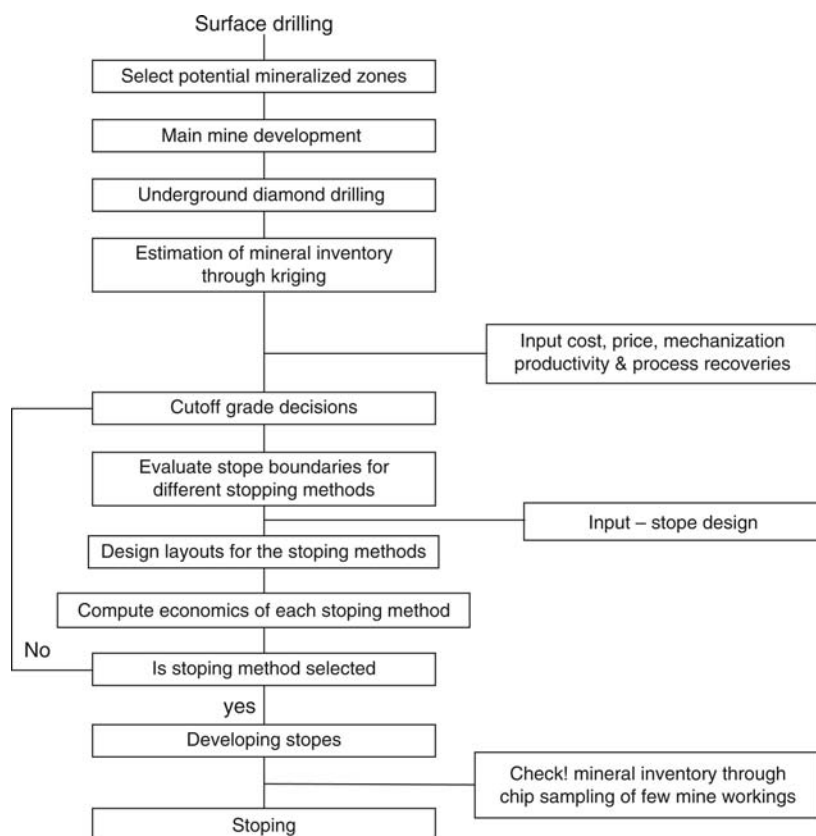 Surface drilling
Select potential mineralized zones
Main mine development
Underground diamond drilling
Estimation of mineral inventory
through kriging
Input cost, price, mechanization
productivity & process recoveries
Cutoff grade decisions
Evaluate stope boundaries for
different stopping methods
Input – stope design
Design layouts for the stoping methods
Compute economics of each stoping method
No
Is stoping method selected
yes
Developing stopes
Check! mineral inventory through
chip sampling of few mine workings
Stoping